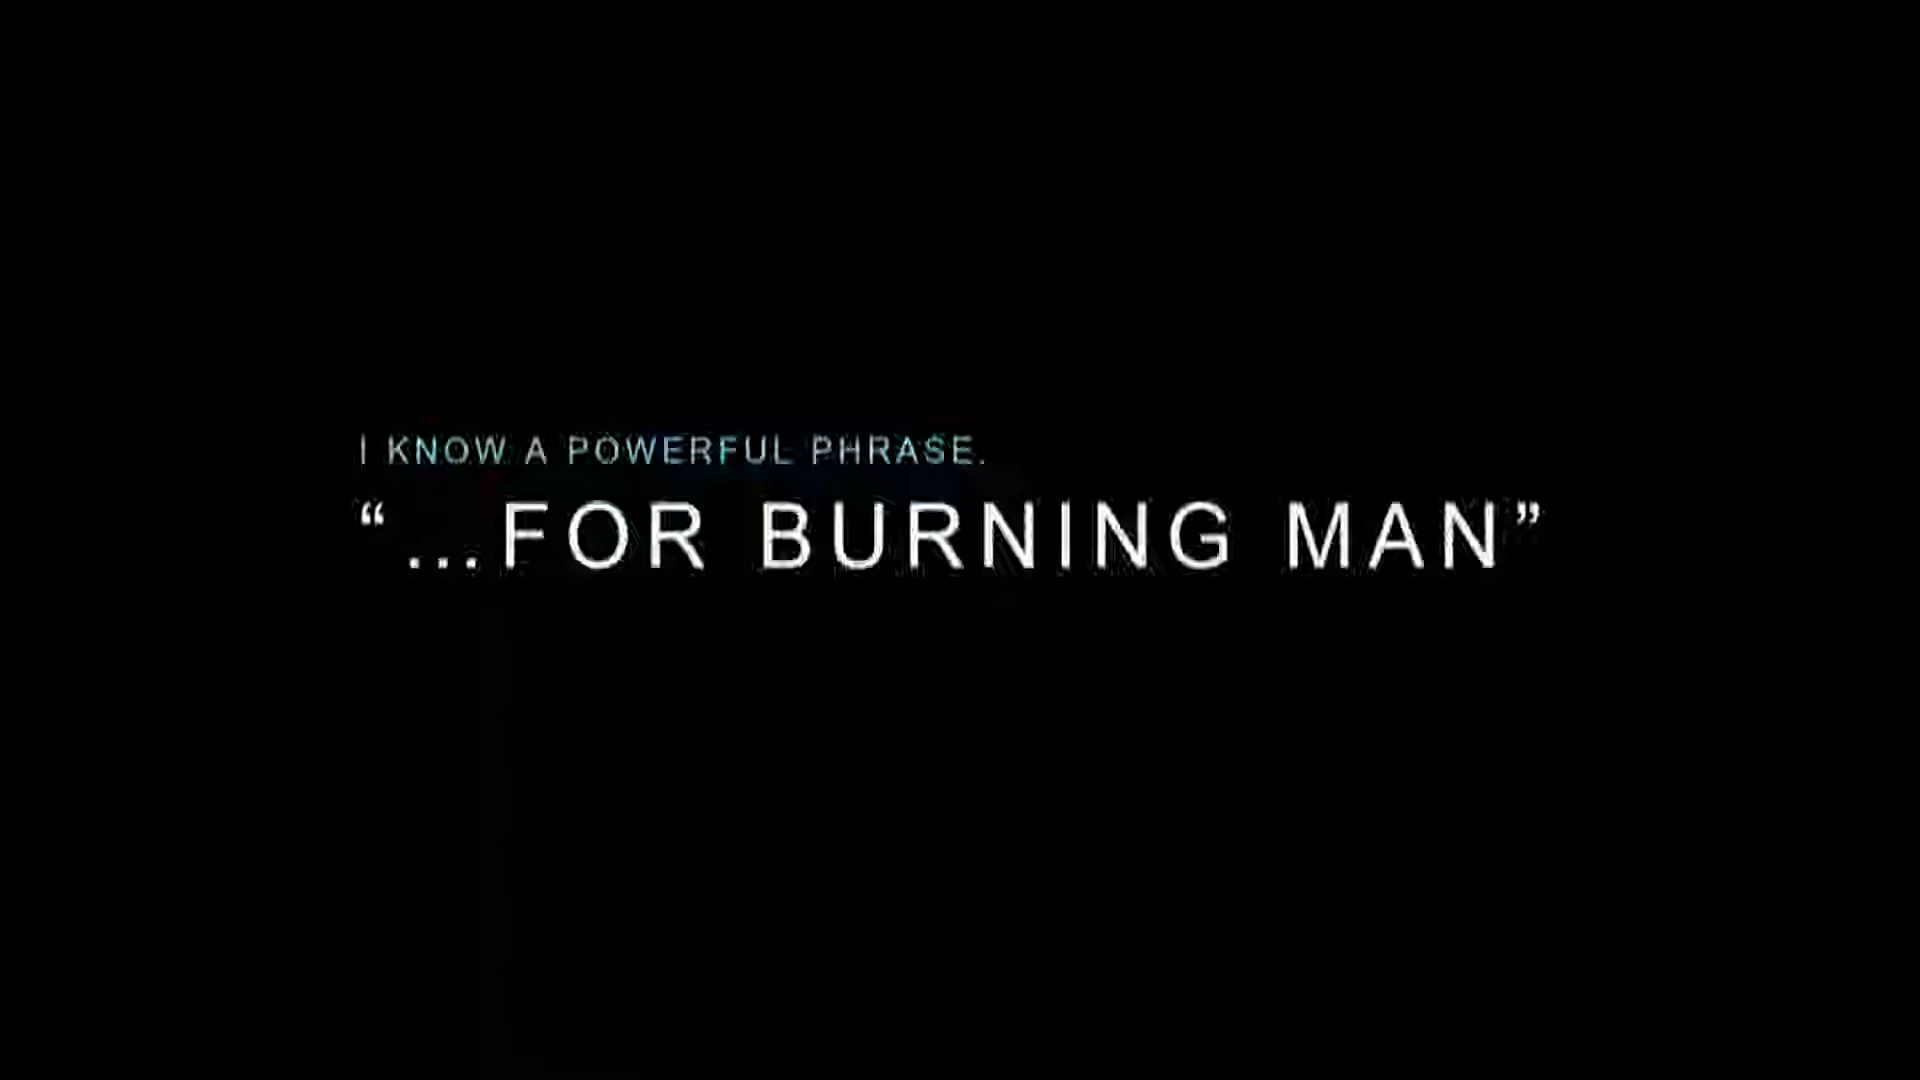 I KNOW A POWERFUL PHRASE.
“...FOR BURNING MAN”